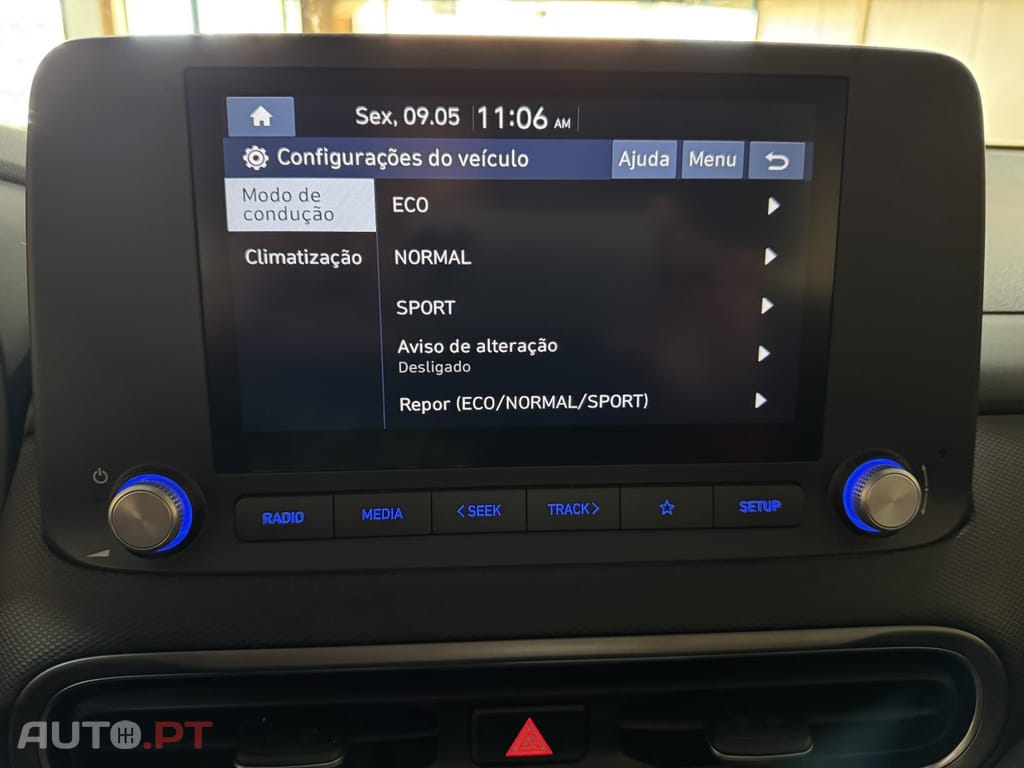 Sex, 09.05 11:06 AM
Configurações do veículo Ajuda Menu
Modo de
condução
Climatização
ECO
NORMAL
SPORT
Aviso de alteração
Desligado
Repor (ECO/NORMAL/SPORT)
RADIO MEDIA <SEEK TRACK> SETUP
AUTO.PT